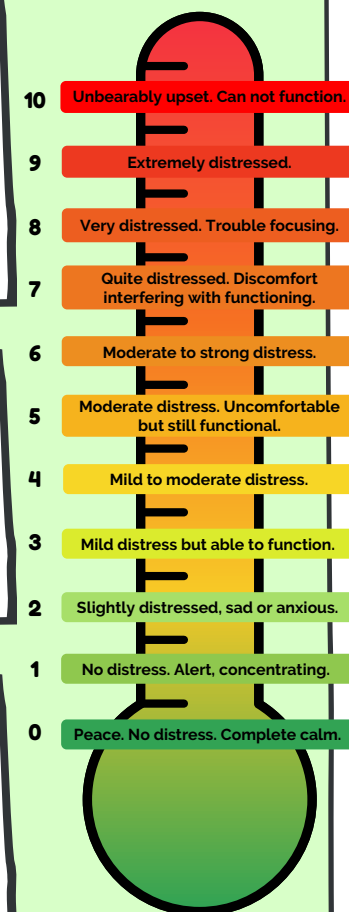 10 Unbearably upset. Can not function.
9 Extremely distressed.
8 Very distressed. Trouble focusing.
7 Quite distressed. Discomfort
interfering with functioning.
6 Moderate to strong distress.
5 Moderate distress. Uncomfortable
but still functional.
4 Mild to moderate distress.
3 Mild distress but able to function.
2 Slightly distressed, sad or anxious.
1 No distress. Alert, concentrating.
0 Peace. No distress. Complete calm.